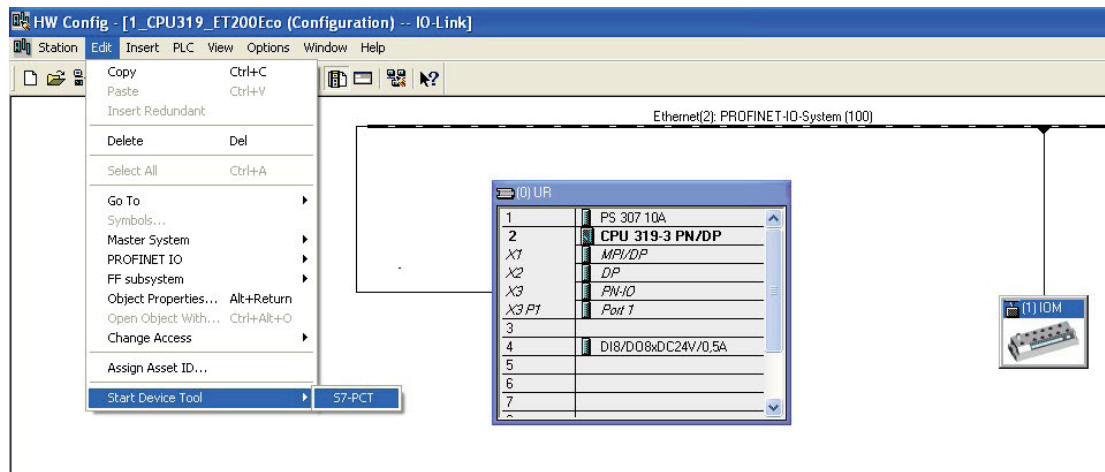 HW Config - [1_CPU319_ET200Eco (Configuration) -- IO-Link]
Station Edit Insert PLC View Options Window Help
Copy Ctrl+C
Paste Ctrl+V
Insert Redundant
Delete Del
Select All Ctrl+A
Go To
Symbols...
Master System
PROFINET IO
FF subsystem
Object Properties... Alt+Return
Open Object With... Ctrl+Alt+O
Change Access
Assign Asset ID...
Start Device Tool
S7-PCT
Ethernet(2): PROFINET-IO-System (100)
(0) UR
1 PS 307 10A
2 CPU 319-3 PN/DP
X1 MPI/DP
X2 DP
X3 PN-IO
X3 P1 Port 1
3
4 DI8/DO8xDC24V/0,5A
5
6
7
(1) IOM